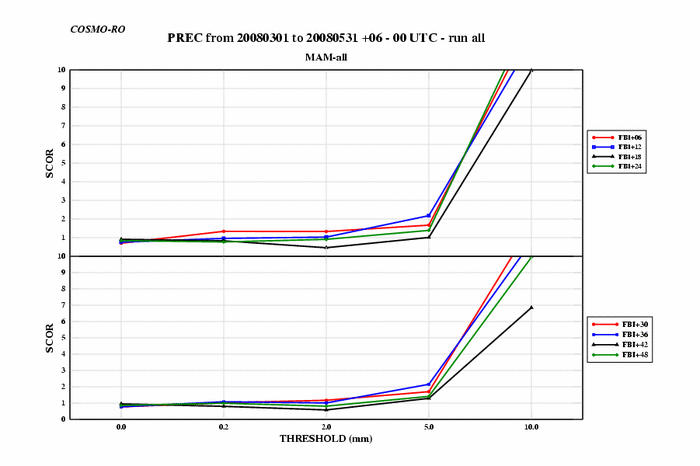 COSMO-RO
PREC from 20080301 to 20080531 +06 - 00 UTC - run all
MAM-all
10
9
8
7
6
5
4
3
2
1
SCOR
FBI+06
FBI+12
FBI+18
FBI+24
10
9
8
7
6
5
4
3
2
1
0
SCOR
FBI+30
FBI+36
FBI+42
FBI+48
0.0 0.2 2.0 5.0 10.0
THRESHOLD (mm)